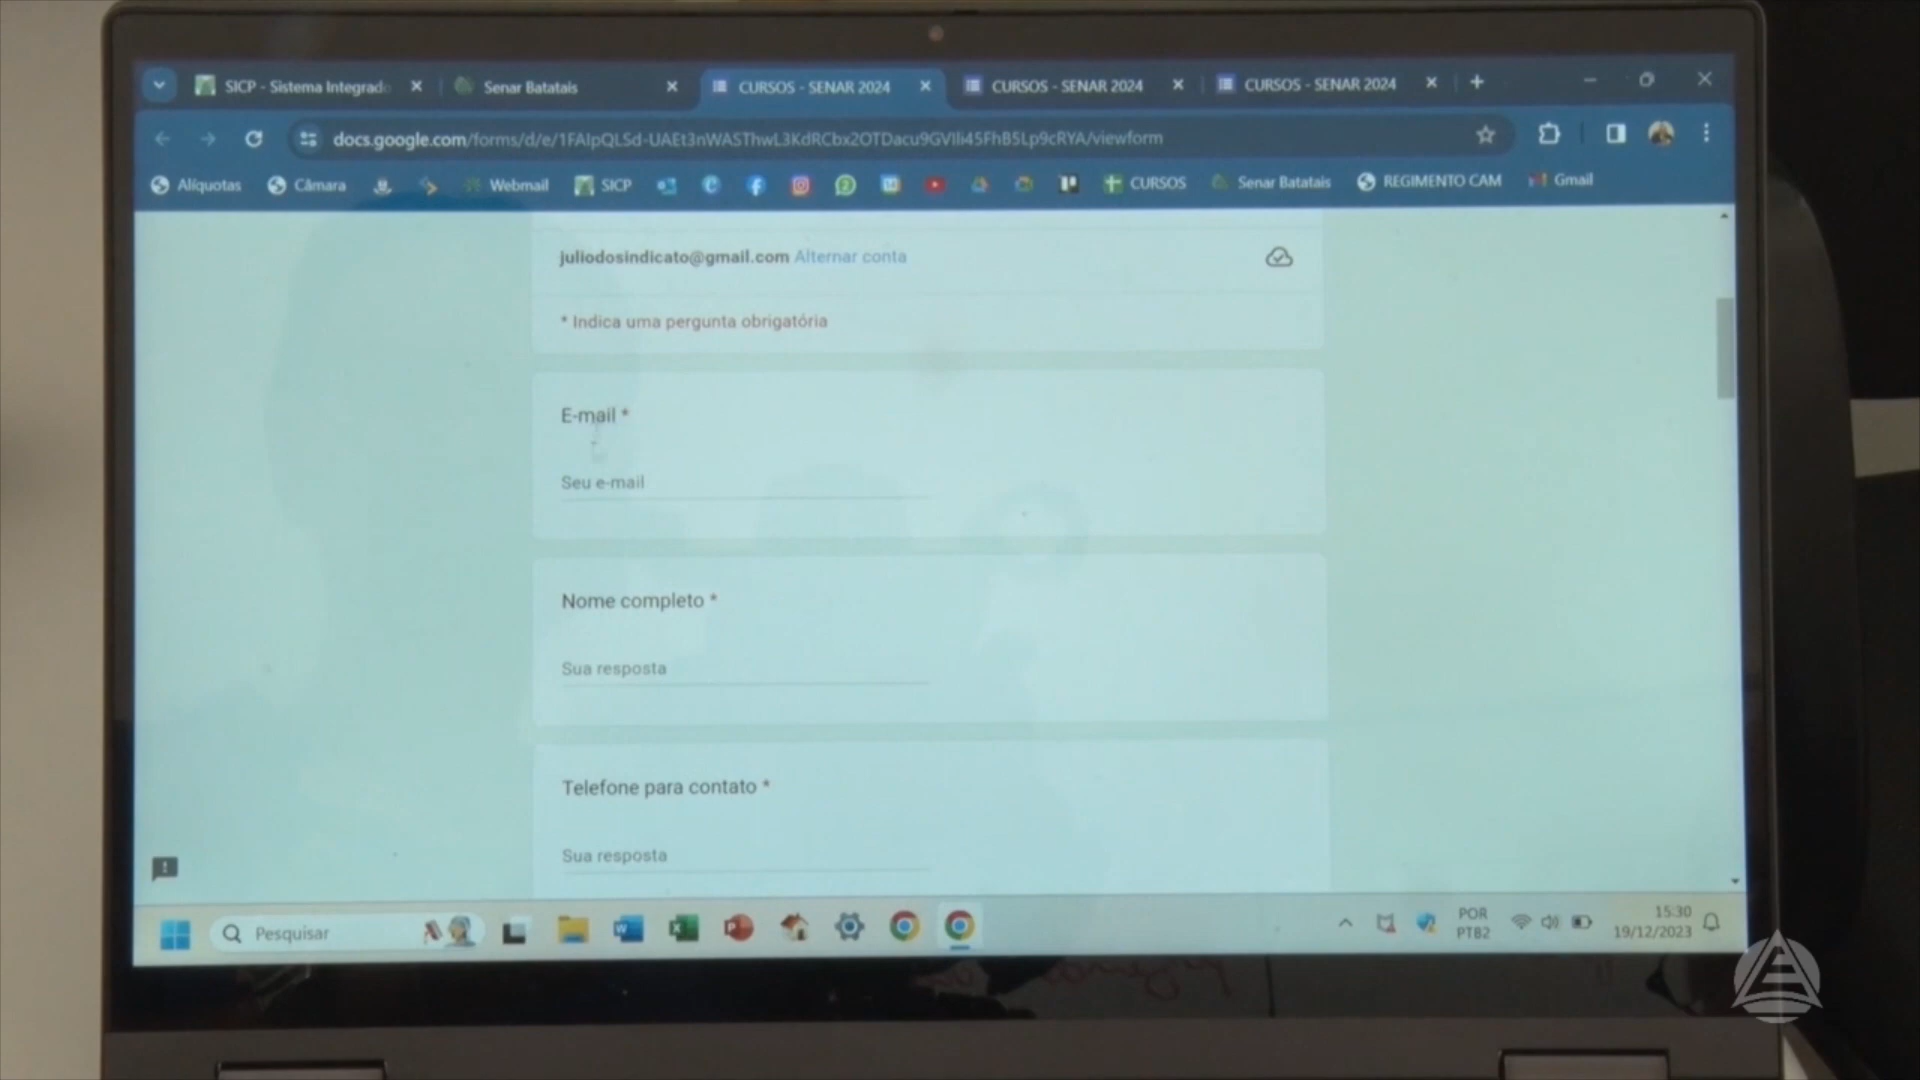 SICP - Sistema Integrado
Senar Batatais
CURSOS - SENAR 2024
CURSOS - SENAR 2024
CURSOS - SENAR 2024
docs.google.com/forms/d/e/
/viewform
Alíquotas
Câmara
Webmail
SICP
CURSOS
Senar Batatais
REGIMENTO CAM
Gmail
juliodosindicato@gmail.com Alternar conta
* Indica uma pergunta obrigatória
E-mail *
Seu e-mail
Nome completo *
Sua resposta
Telefone para contato *
Sua resposta
Pesquisar
POR
PTB2
15:30
19/12/2023